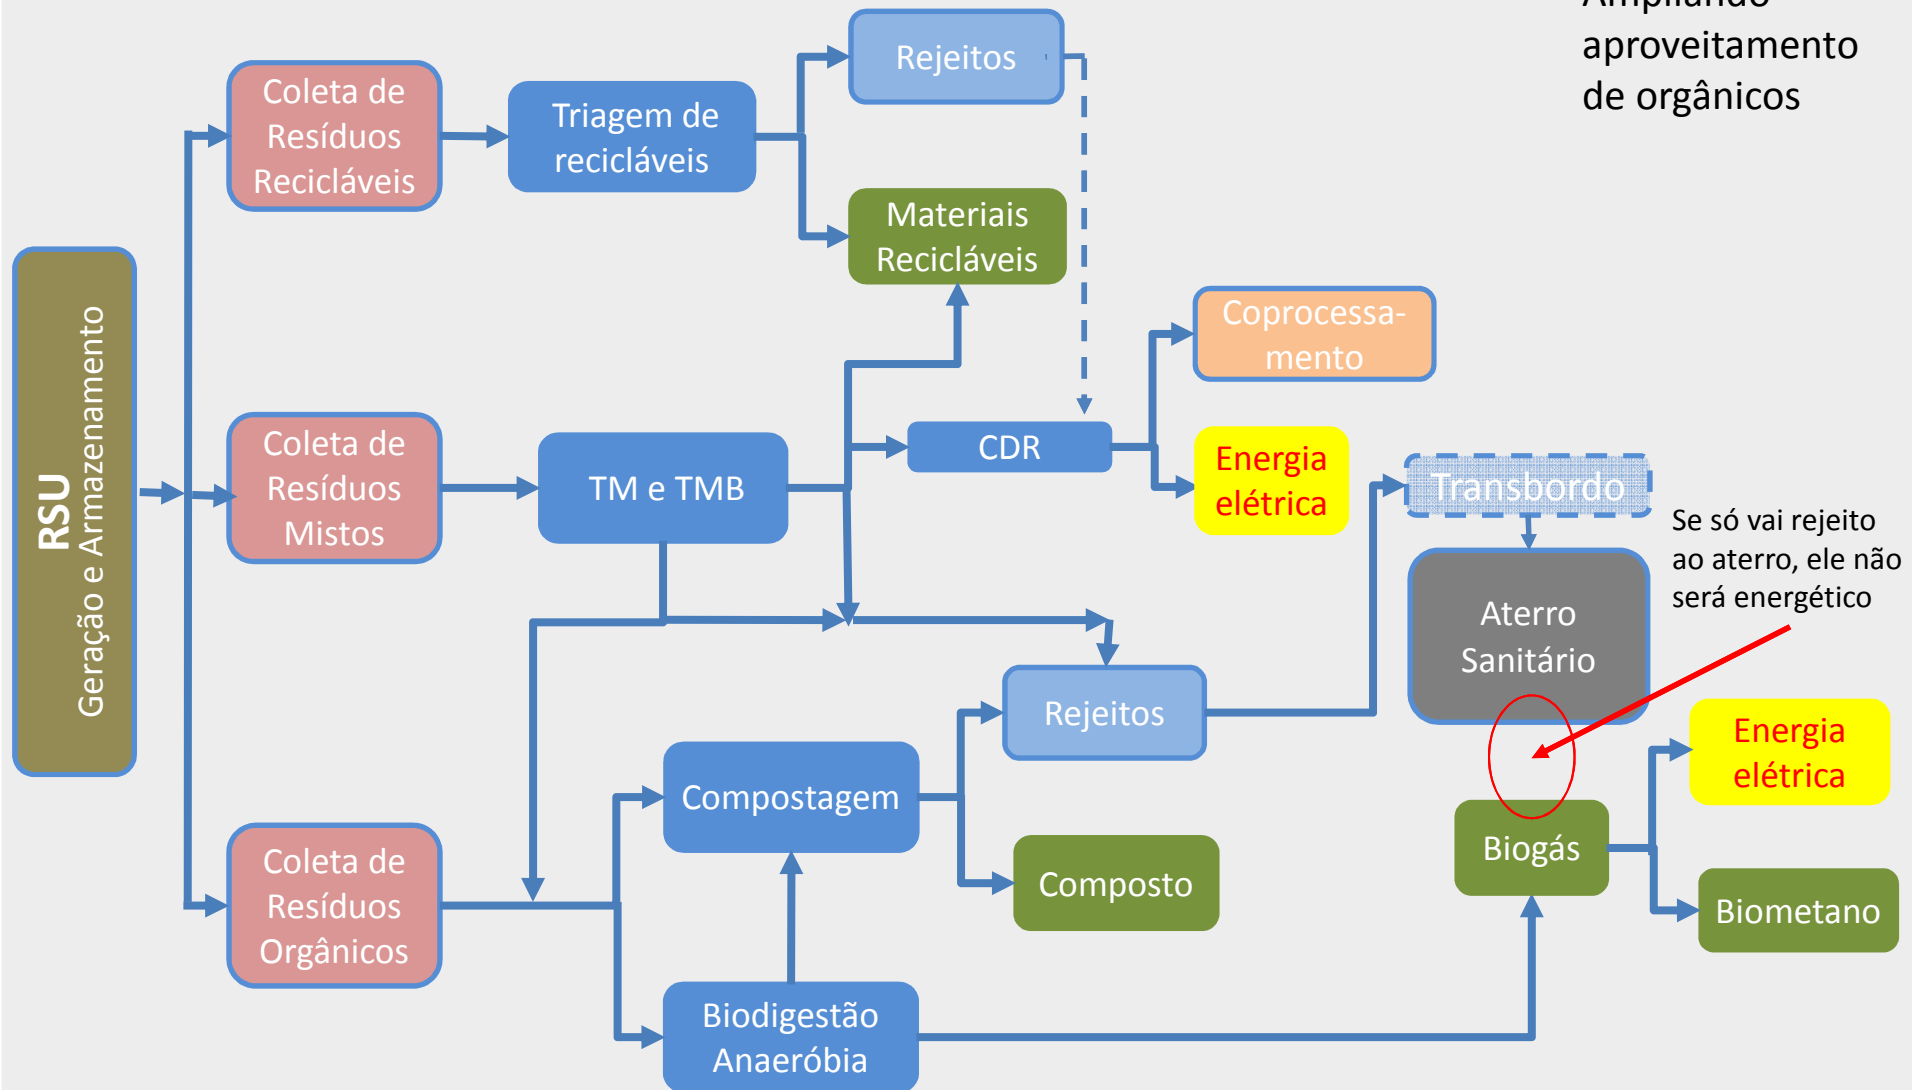 Ampliando
aproveitamento
de orgânicos
Rejeitos
Coleta de
Resíduos
Recicláveis
Triagem de
recicláveis
Materiais
Recicláveis
RSU
Geração e Armazenamento
Coprocessa-
mento
Coleta de
Resíduos
Mistos
TM e TMB
CDR
Energia
elétrica
Transbordo
Se só vai rejeito
ao aterro, ele não
será energético
Aterro
Sanitário
Rejeitos
Energia
elétrica
Compostagem
Coleta de
Resíduos
Orgânicos
Composto
Biogás
Biometano
Biodigestão
Anaeróbia